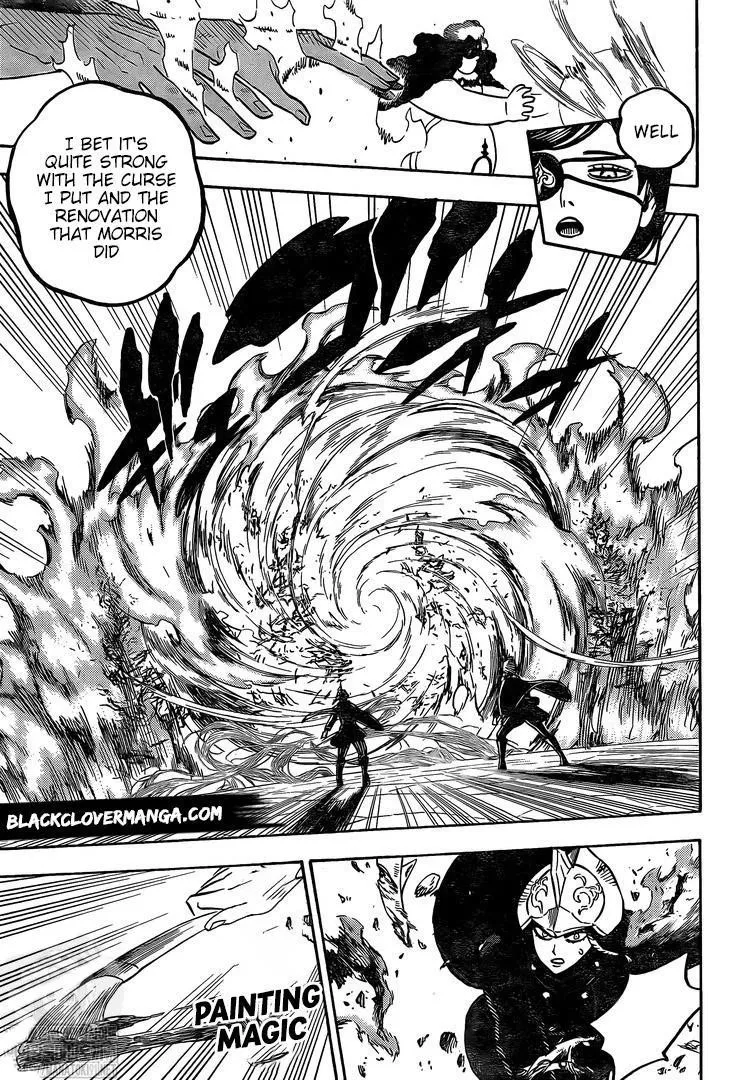 WELL
I BET IT'S
QUITE STRONG
WITH THE CURSE
I PUT AND THE
RENOVATION
THAT MORRIS
DID
BLACKCLOVERMANGA.COM
PAINTING
MAGIC